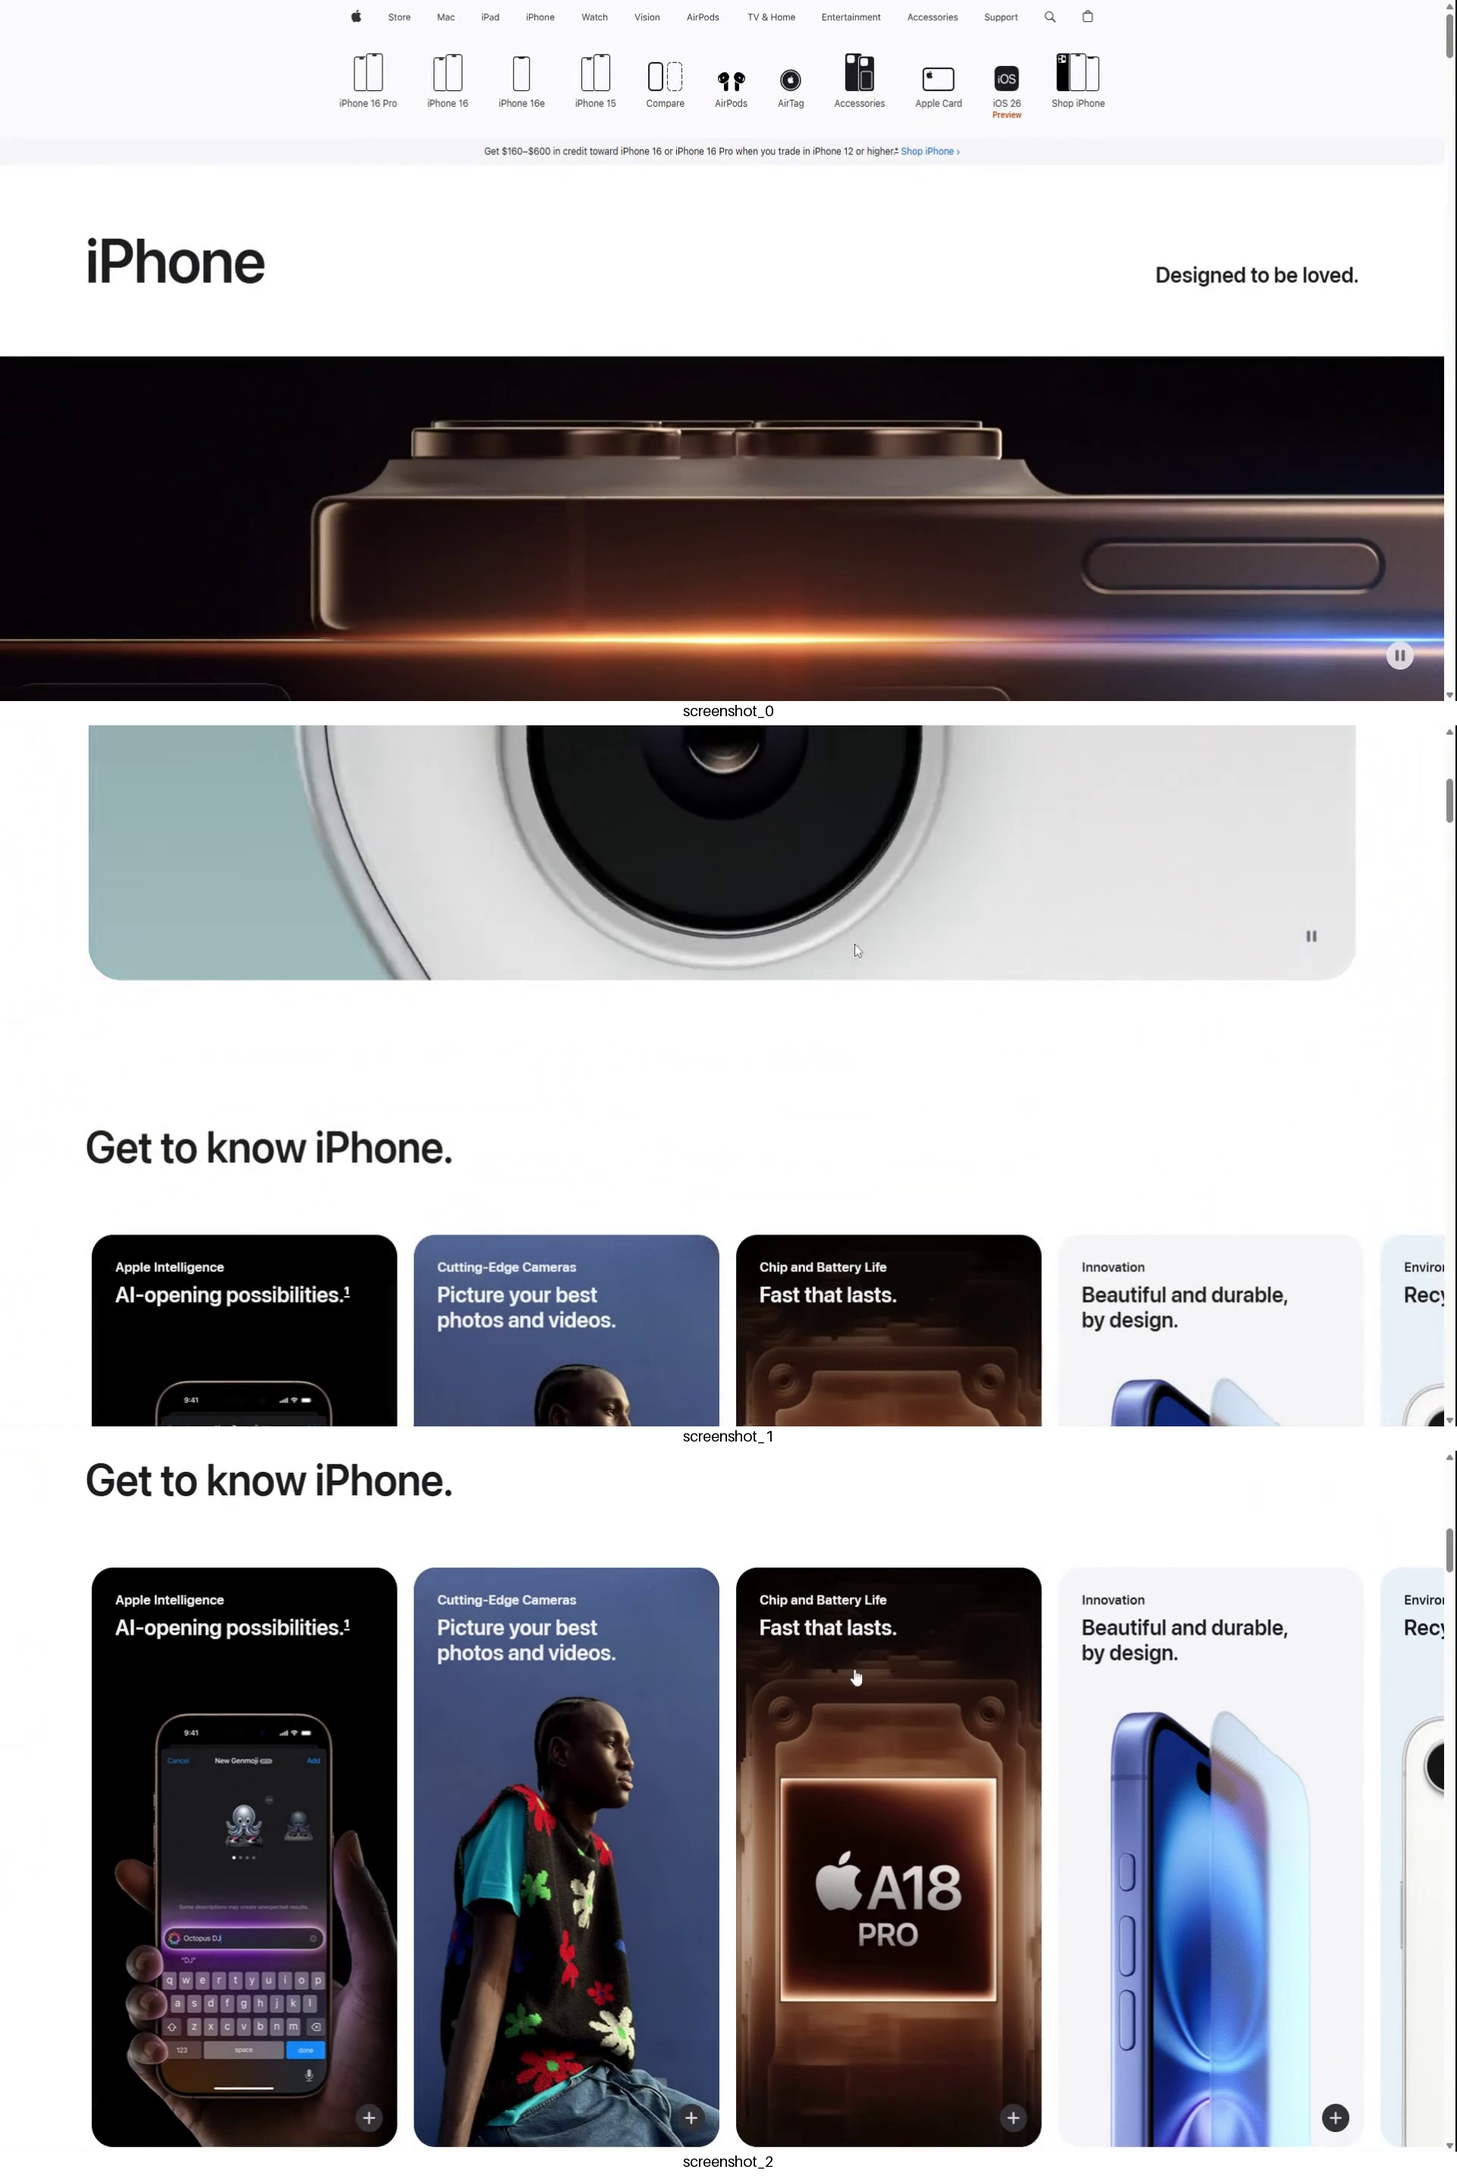 Store Mac iPad iPhone Watch Vision AirPods TV & Home Entertainment Accessories Support
iPhone 16 Pro iPhone 16 iPhone 16e iPhone 15 Compare AirPods AirTag Accessories Apple Card iOS 26 Shop iPhone
iOS
Preview
Get $160–$600 in credit toward iPhone 16 or iPhone 16 Pro when you trade in iPhone 12 or higher.± Shop iPhone >
iPhone
Designed to be loved.
screenshot_0
Get to know iPhone.
Apple Intelligence
AI-opening possibilities.1
9:41
Cutting-Edge Cameras
Picture your best
photos and videos.
Chip and Battery Life
Fast that lasts.
Innovation
Beautiful and durable,
by design.
Enviro
Recy
screenshot_1
Get to know iPhone.
Apple Intelligence
AI-opening possibilities.1
9:41
Cancel New Genmoji Add
Some descriptions may create unexpected results.
Octopus DJ
"DJ"
q w e r t y u i o p
a s d f g h j k l
z x c v b n m
123 space done
Cutting-Edge Cameras
Picture your best
photos and videos.
Chip and Battery Life
Fast that lasts.
A18
PRO
Innovation
Beautiful and durable,
by design.
Enviro
Recy
screenshot_2